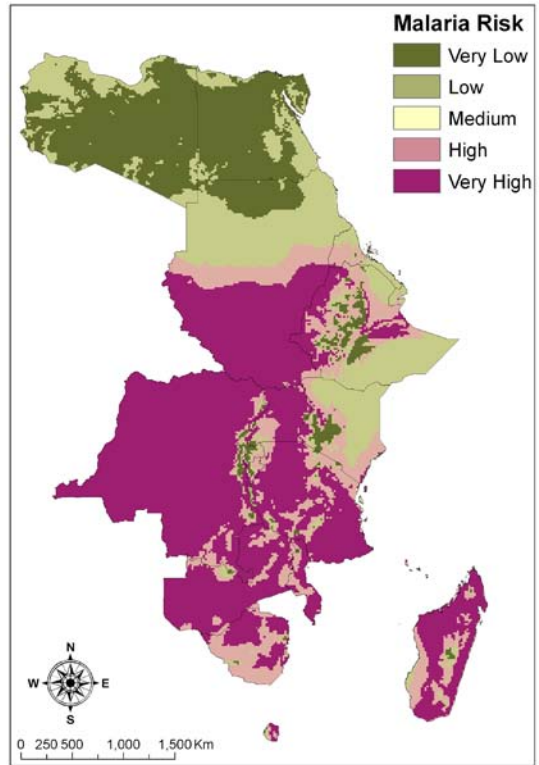 Malaria Risk
Very Low
Low
Medium
High
Very High
N
W E
S
0 250 500 1,000 1,500 Km